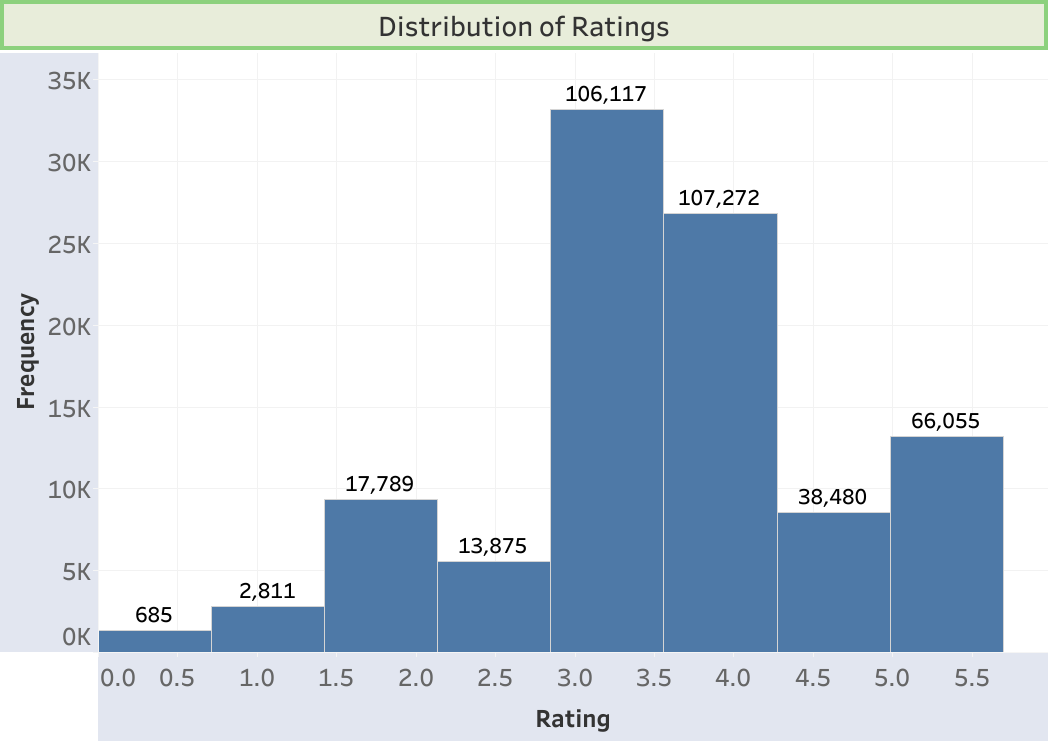 Distribution of Ratings
35K
30K
25K
20K
15K
10K
5K
0K
Frequency
685
2,811
17,789
13,875
106,117
107,272
38,480
66,055
0.0 0.5 1.0 1.5 2.0 2.5 3.0 3.5 4.0 4.5 5.0 5.5
Rating